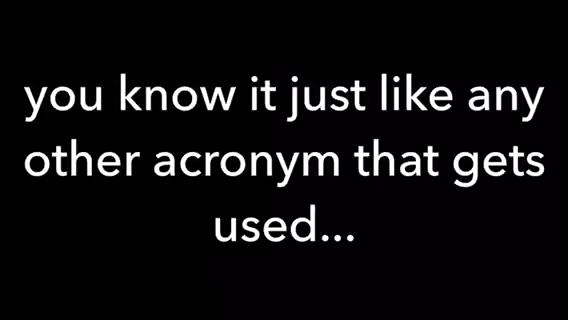 you know it just like any
other acronym that gets
used...